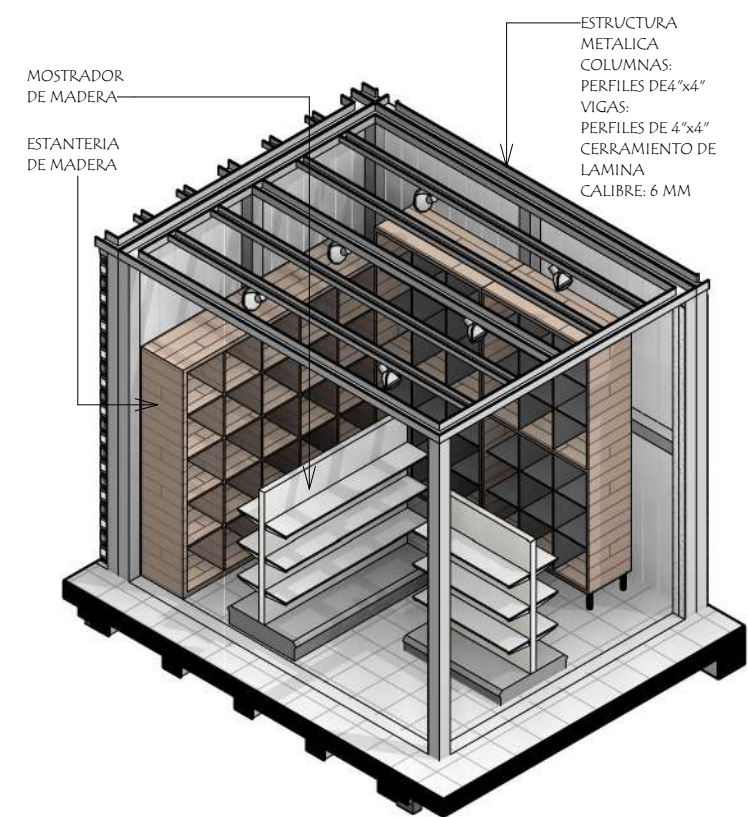 ESTRUCTURA
METALICA
COLUMNAS:
PERFILES DE4"x4"
VIGAS:
PERFILES DE 4"x4"
CERRAMIENTO DE
LAMINA
CALIBRE: 6 MM
MOSTRADOR
DE MADERA
ESTANTERIA
DE MADERA